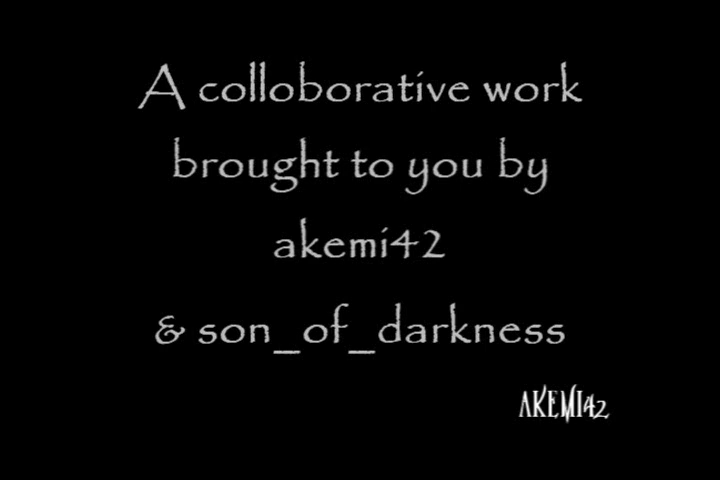 A colloborative work
brought to you by
akemi42
& son_of_darkness
AKEMI42